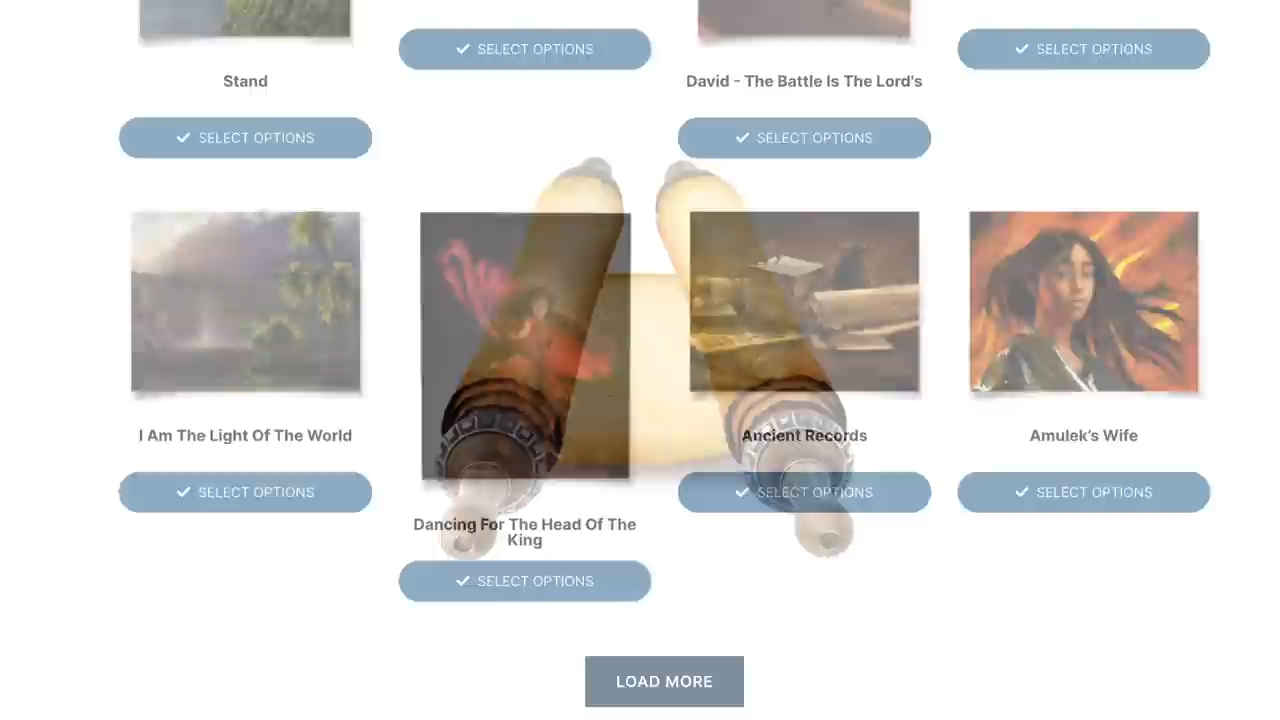 SELECT OPTIONS
SELECT OPTIONS
Stand
David - The Battle Is The Lord's
SELECT OPTIONS
SELECT OPTIONS
I Am The Light Of The World
Ancient Records
Amulek's Wife
SELECT OPTIONS
SELECT OPTIONS
SELECT OPTIONS
Dancing For The Head Of The
King
SELECT OPTIONS
LOAD MORE